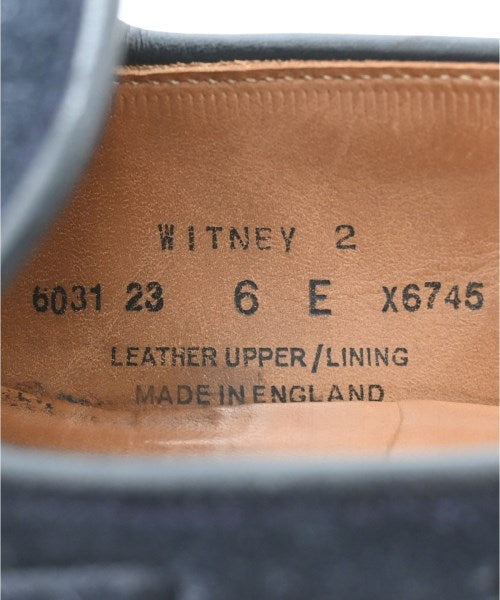 WITNEY 2
6031 23 6 E X6745
LEATHER UPPER/LINING
MADE IN ENGLAND